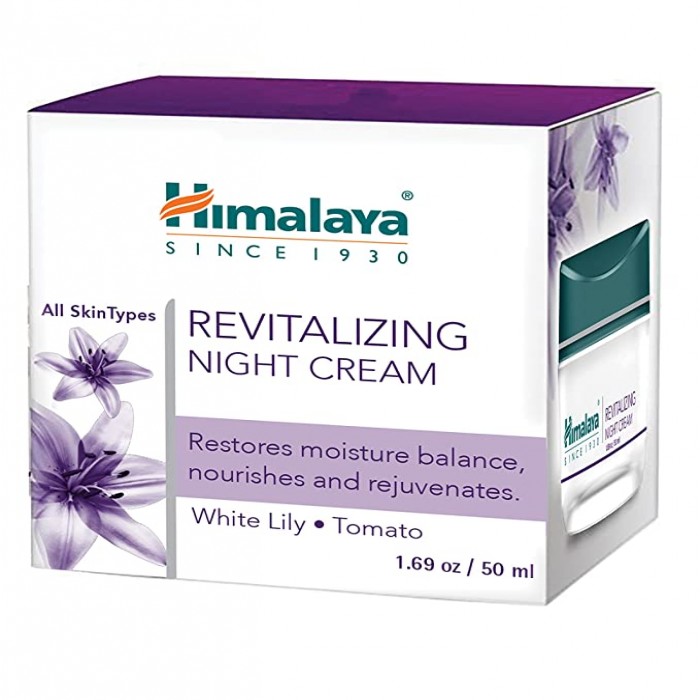 Himalaya®
SINCE 1930
All SkinTypes
REVITALIZING
NIGHT CREAM
Restores moisture balance,
nourishes and rejuvenates.
White Lily • Tomato
1.69 oz / 50 ml
Himalaya
SINCE 1930
REVITALIZING
NIGHT CREAM